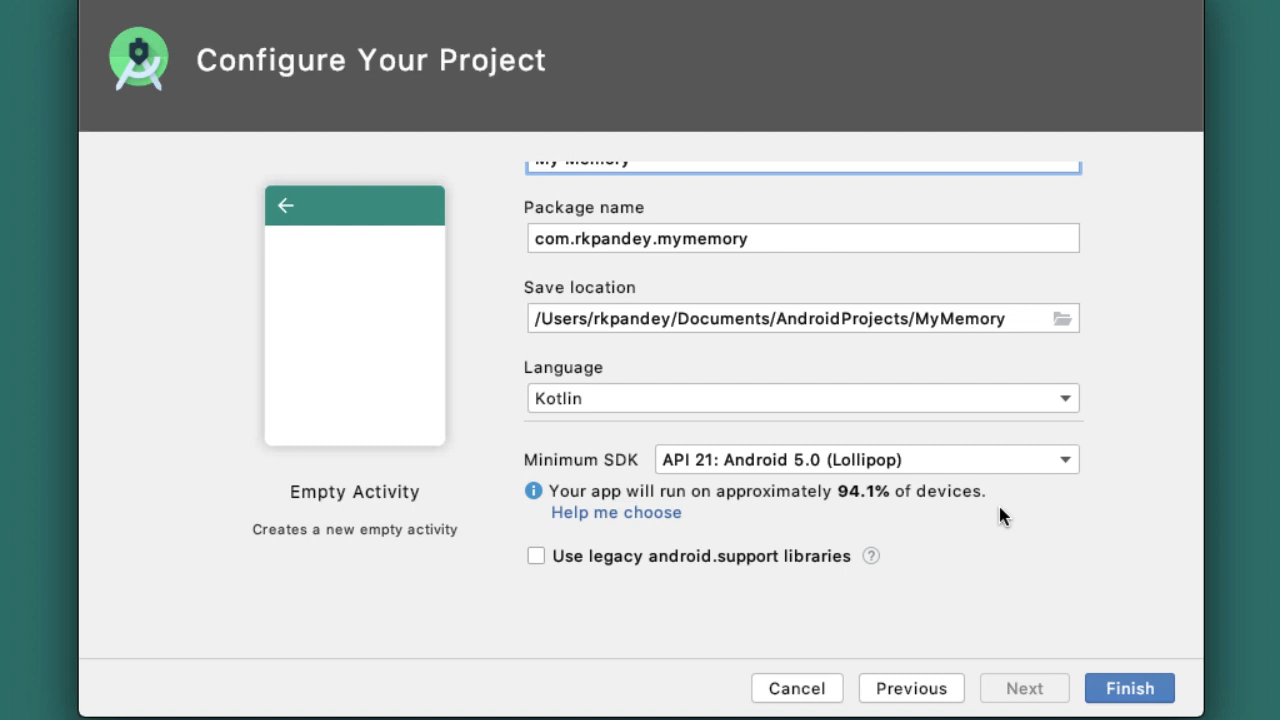 Configure Your Project
My Memory
Package name
com.rkpandey.mymemory
Save location
/Users/rkpandey/Documents/AndroidProjects/MyMemory
Language
Kotlin
Minimum SDK API 21: Android 5.0 (Lollipop)
i Your app will run on approximately 94.1% of devices.
Help me choose
Use legacy android.support libraries ?
Empty Activity
Creates a new empty activity
Cancel Previous Next Finish